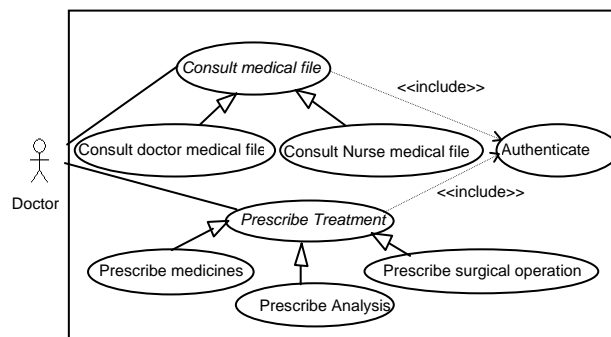 Consult medical file
<<include>>
Consult doctor medical file
Consult Nurse medical file
Authenticate
Doctor
<<include>>
Prescribe Treatment
Prescribe medicines
Prescribe surgical operation
Prescribe Analysis